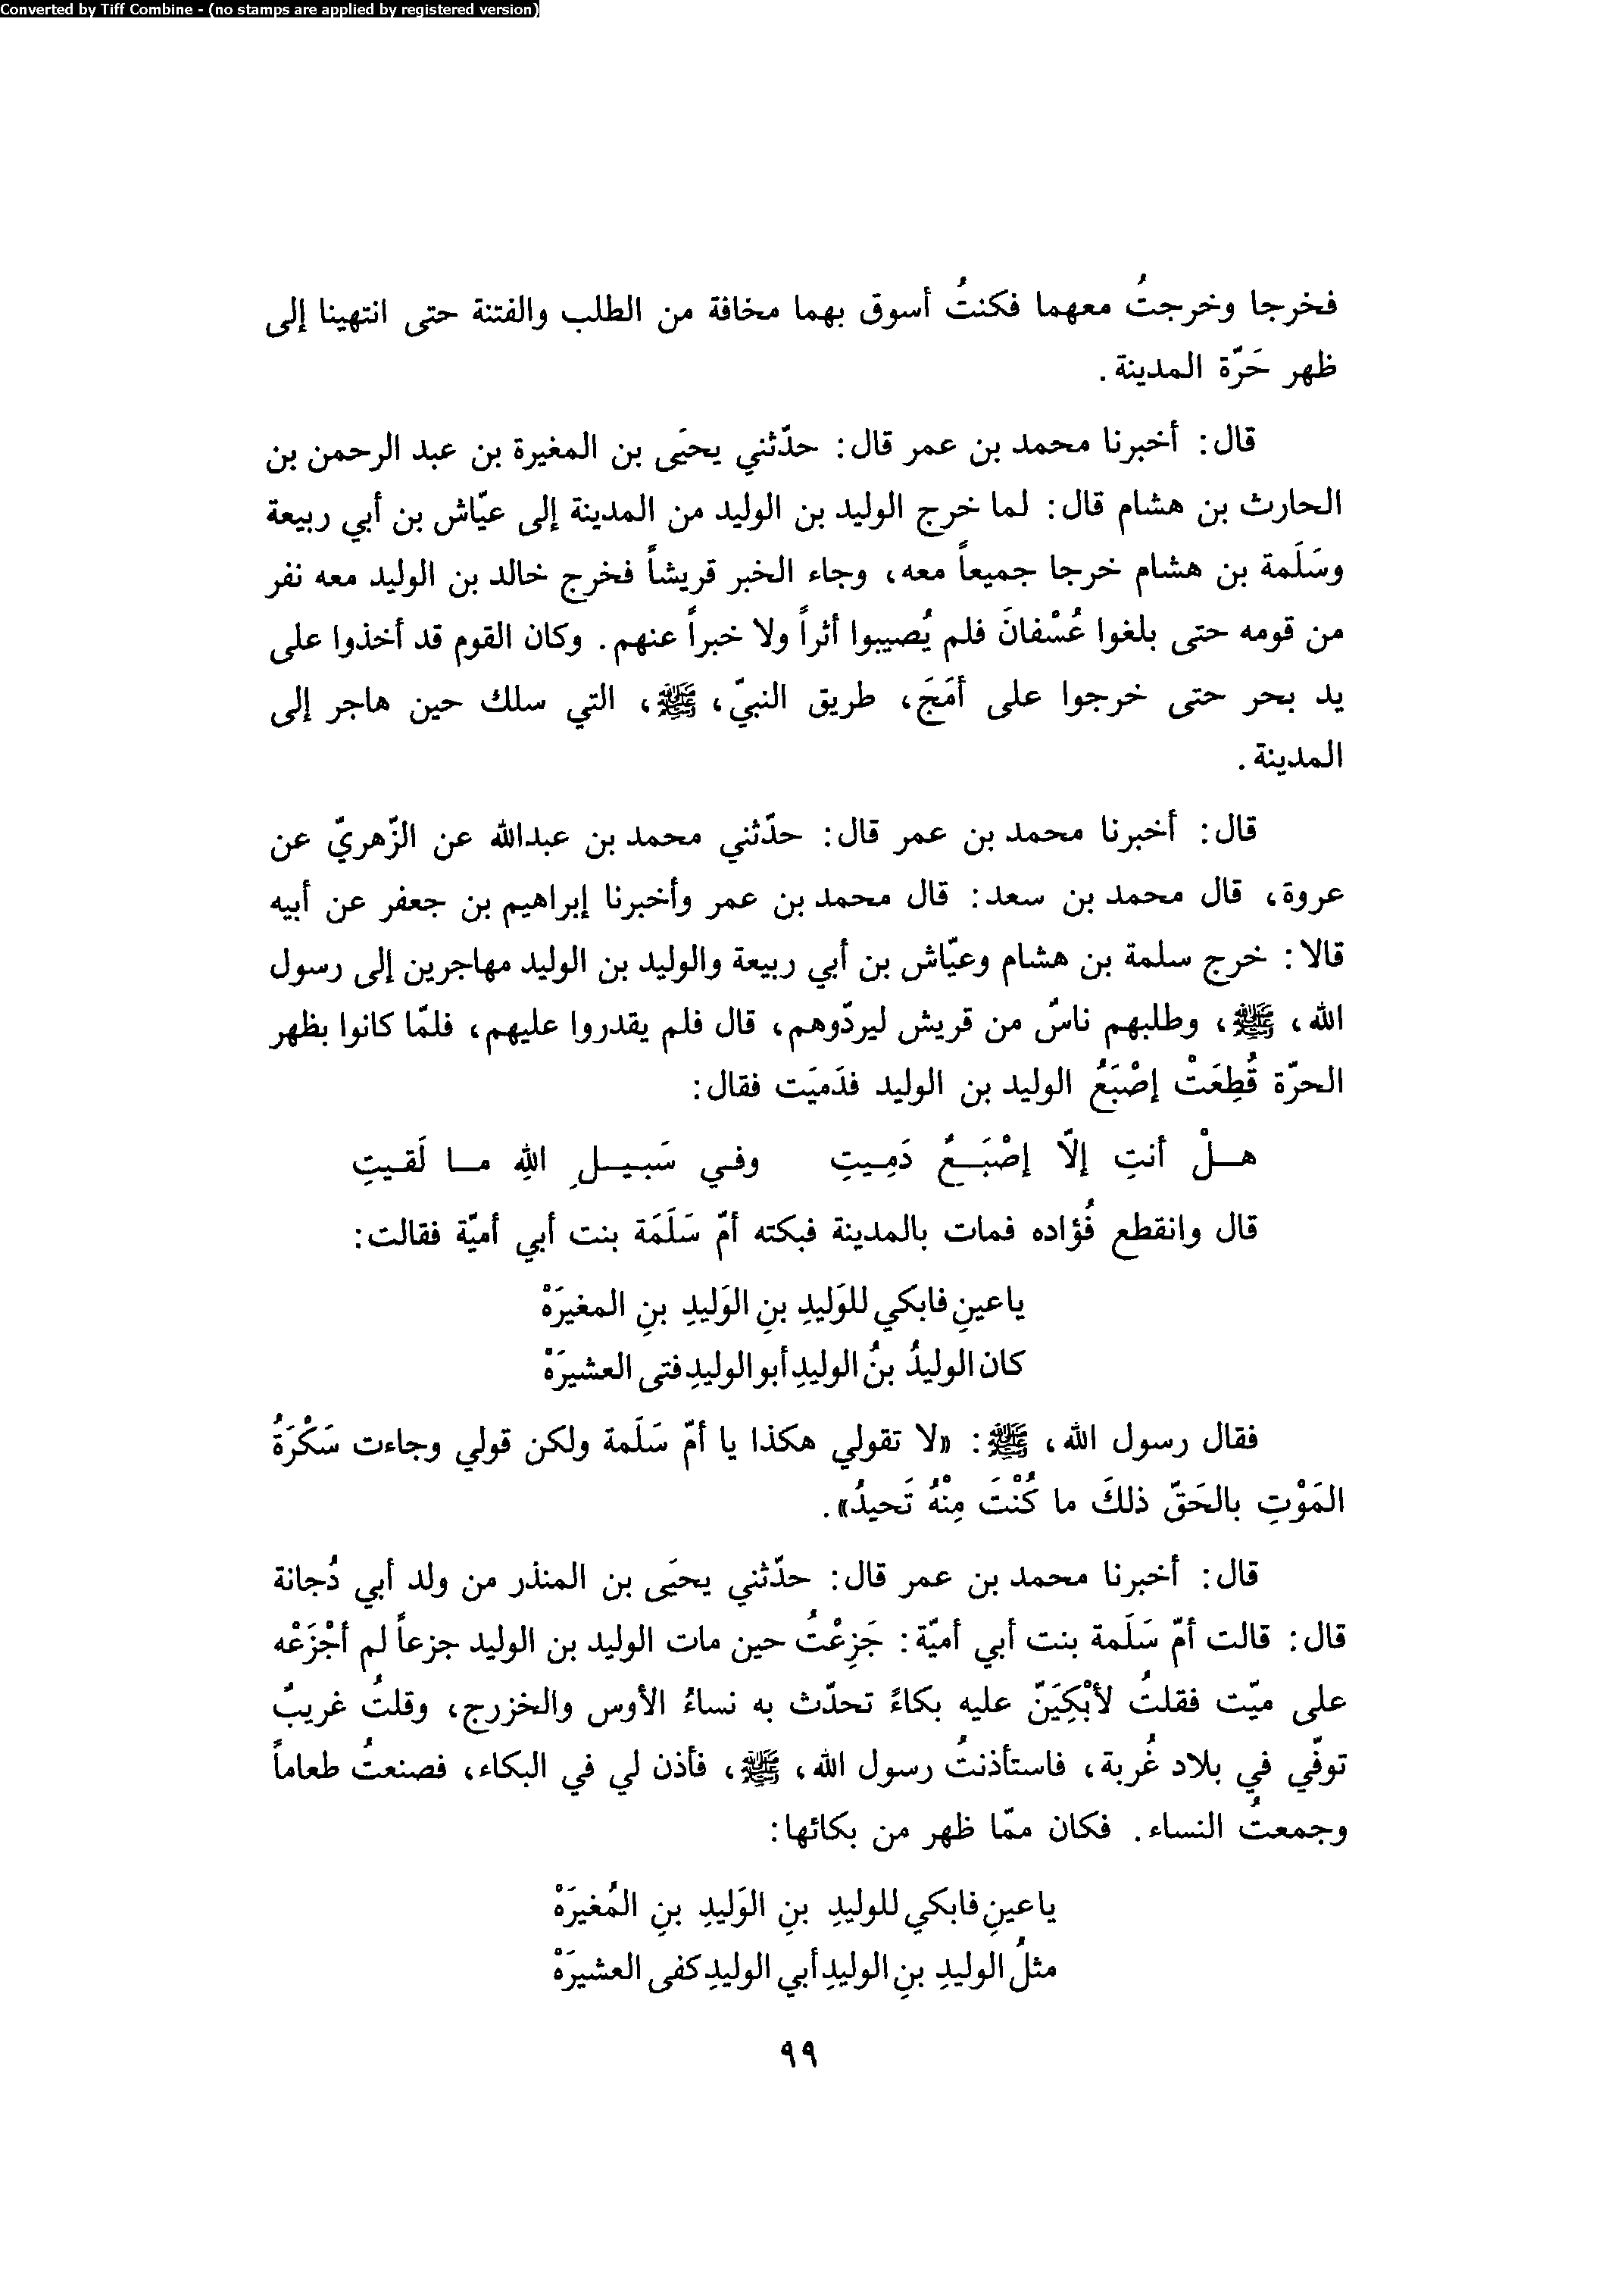 Converted by Tiff Combine - (no stamps are applied by registered version)
فخرجا وخرجتُ معهما فكنتُ أسوق بهما مخافة من الطلب والفتنة حتى انتهينا إلى
ظهر حَرّة المدينة .
قال: أخبرنا محمد بن عمر قال: حدّثني يحيَى بن المغيرة بن عبد الرحمن بن
الحارث بن هشام قال: لما خرج الوليد بن الوليد من المدينة إلى عيّاش بن أبي ربيعة
وسَلَمة بن هشام خرجا جميعاً معه، وجاء الخبر قريشاً فخرج خالد بن الوليد معه نفر
من قومه حتى بلغوا عُسْفانَ فلم يُصيبوا أثراً ولا خبراً عنهم. وكان القوم قد أخذوا على
يد بحر حتى خرجوا على أمَجَ، طريق النبيّ، ﷺ، التي سلك حين هاجر إلى
المدينة .
قال: أخبرنا محمد بن عمر قال: حدّثني محمد بن عبدالله عن الزّهريّ عن
عروة، قال محمد بن سعد: قال محمد بن عمر وأخبرنا إبراهيم بن جعفر عن أبيه
قالا: خرج سلمة بن هشام وعيّاش بن أبي ربيعة والوليد بن الوليد مهاجرين إلى رسول
الله، ﷺ، وطلبهم ناسٌ من قريش ليردّوهم، قال فلم يقدروا عليهم، فلمّا كانوا بظهر
الحرّة قُطِعَتْ إصْبَعُ الوليد بن الوليد فدَميَت فقال:
هـلْ أنتِ إلّا إصْبَـعٌ دَمِـيتِ وفـي سَبيـلِ اللهِ مـا لَقـيتِ
قال وانقطع فُؤاده فمات بالمدينة فبكته أمّ سَلَمَة بنت أبي أميّة فقالت:
يا عينِ فابكي للوَليدِ بنِ الوَليدِ بنِ المغيرَهْ
كان الوليدُ بنُ الوليدِ أبو الوليدِ فتى العشيرَهْ
فقال رسول الله، ﷺ: «لا تقولي هكذا يا أمّ سَلَمة ولكن قولي وجاءت سَكْرَةُ
المَوْتِ بالحَقّ ذلكَ ما كُنْتَ مِنْهُ تَحيدُ».
قال: أخبرنا محمد بن عمر قال: حدّثني يحيَى بن المنذر من ولد أبي دُجانة
قال: قالت أمّ سَلَمة بنت أبي أميّة: جَزِعْتُ حين مات الوليد بن الوليد جزعاً لم أجْزَعْه
على ميّت فقلتُ لأبْكِيَنّ عليه بكاءً تحدّث به نساءُ الأوس والخزرج، وقلتُ غريبٌ
توفّي في بلاد غُربة، فاستأذنتُ رسول الله، ﷺ، فأذن لي في البكاء، فصنعتُ طعاماً
وجمعتُ النساء. فكان ممّا ظهر من بكائها:
يا عينِ فابكي للوليدِ بنِ الوَليدِ بنِ المُغيرَهْ
مثلُ الوليدِ بنِ الوليدِ أبي الوليدِ كفى العشيرَهْ
٩٩